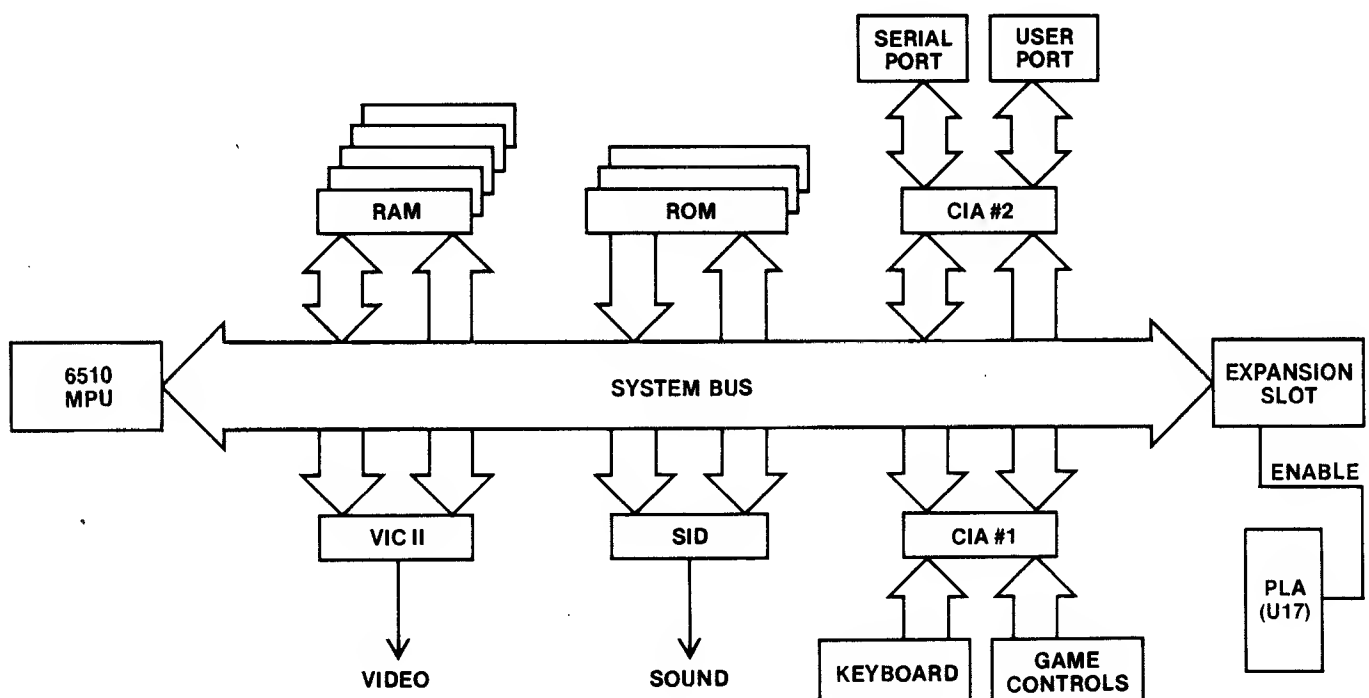 SERIAL
PORT
USER
PORT
RAM
ROM
CIA #2
6510
MPU
SYSTEM BUS
EXPANSION
SLOT
ENABLE
VIC II
SID
CIA #1
PLA
(U17)
VIDEO
SOUND
KEYBOARD
GAME
CONTROLS